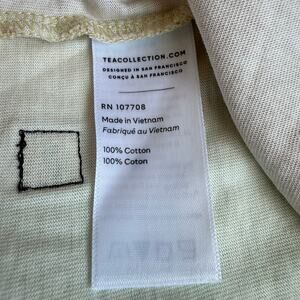 TEACOLLECTION.COM
DESIGNED IN SAN FRANCISCO
CONÇU À SAN FRANCISCO
RN 107708
Made in Vietnam
Fabriqué au Vietnam
100% Cotton
100% Coton